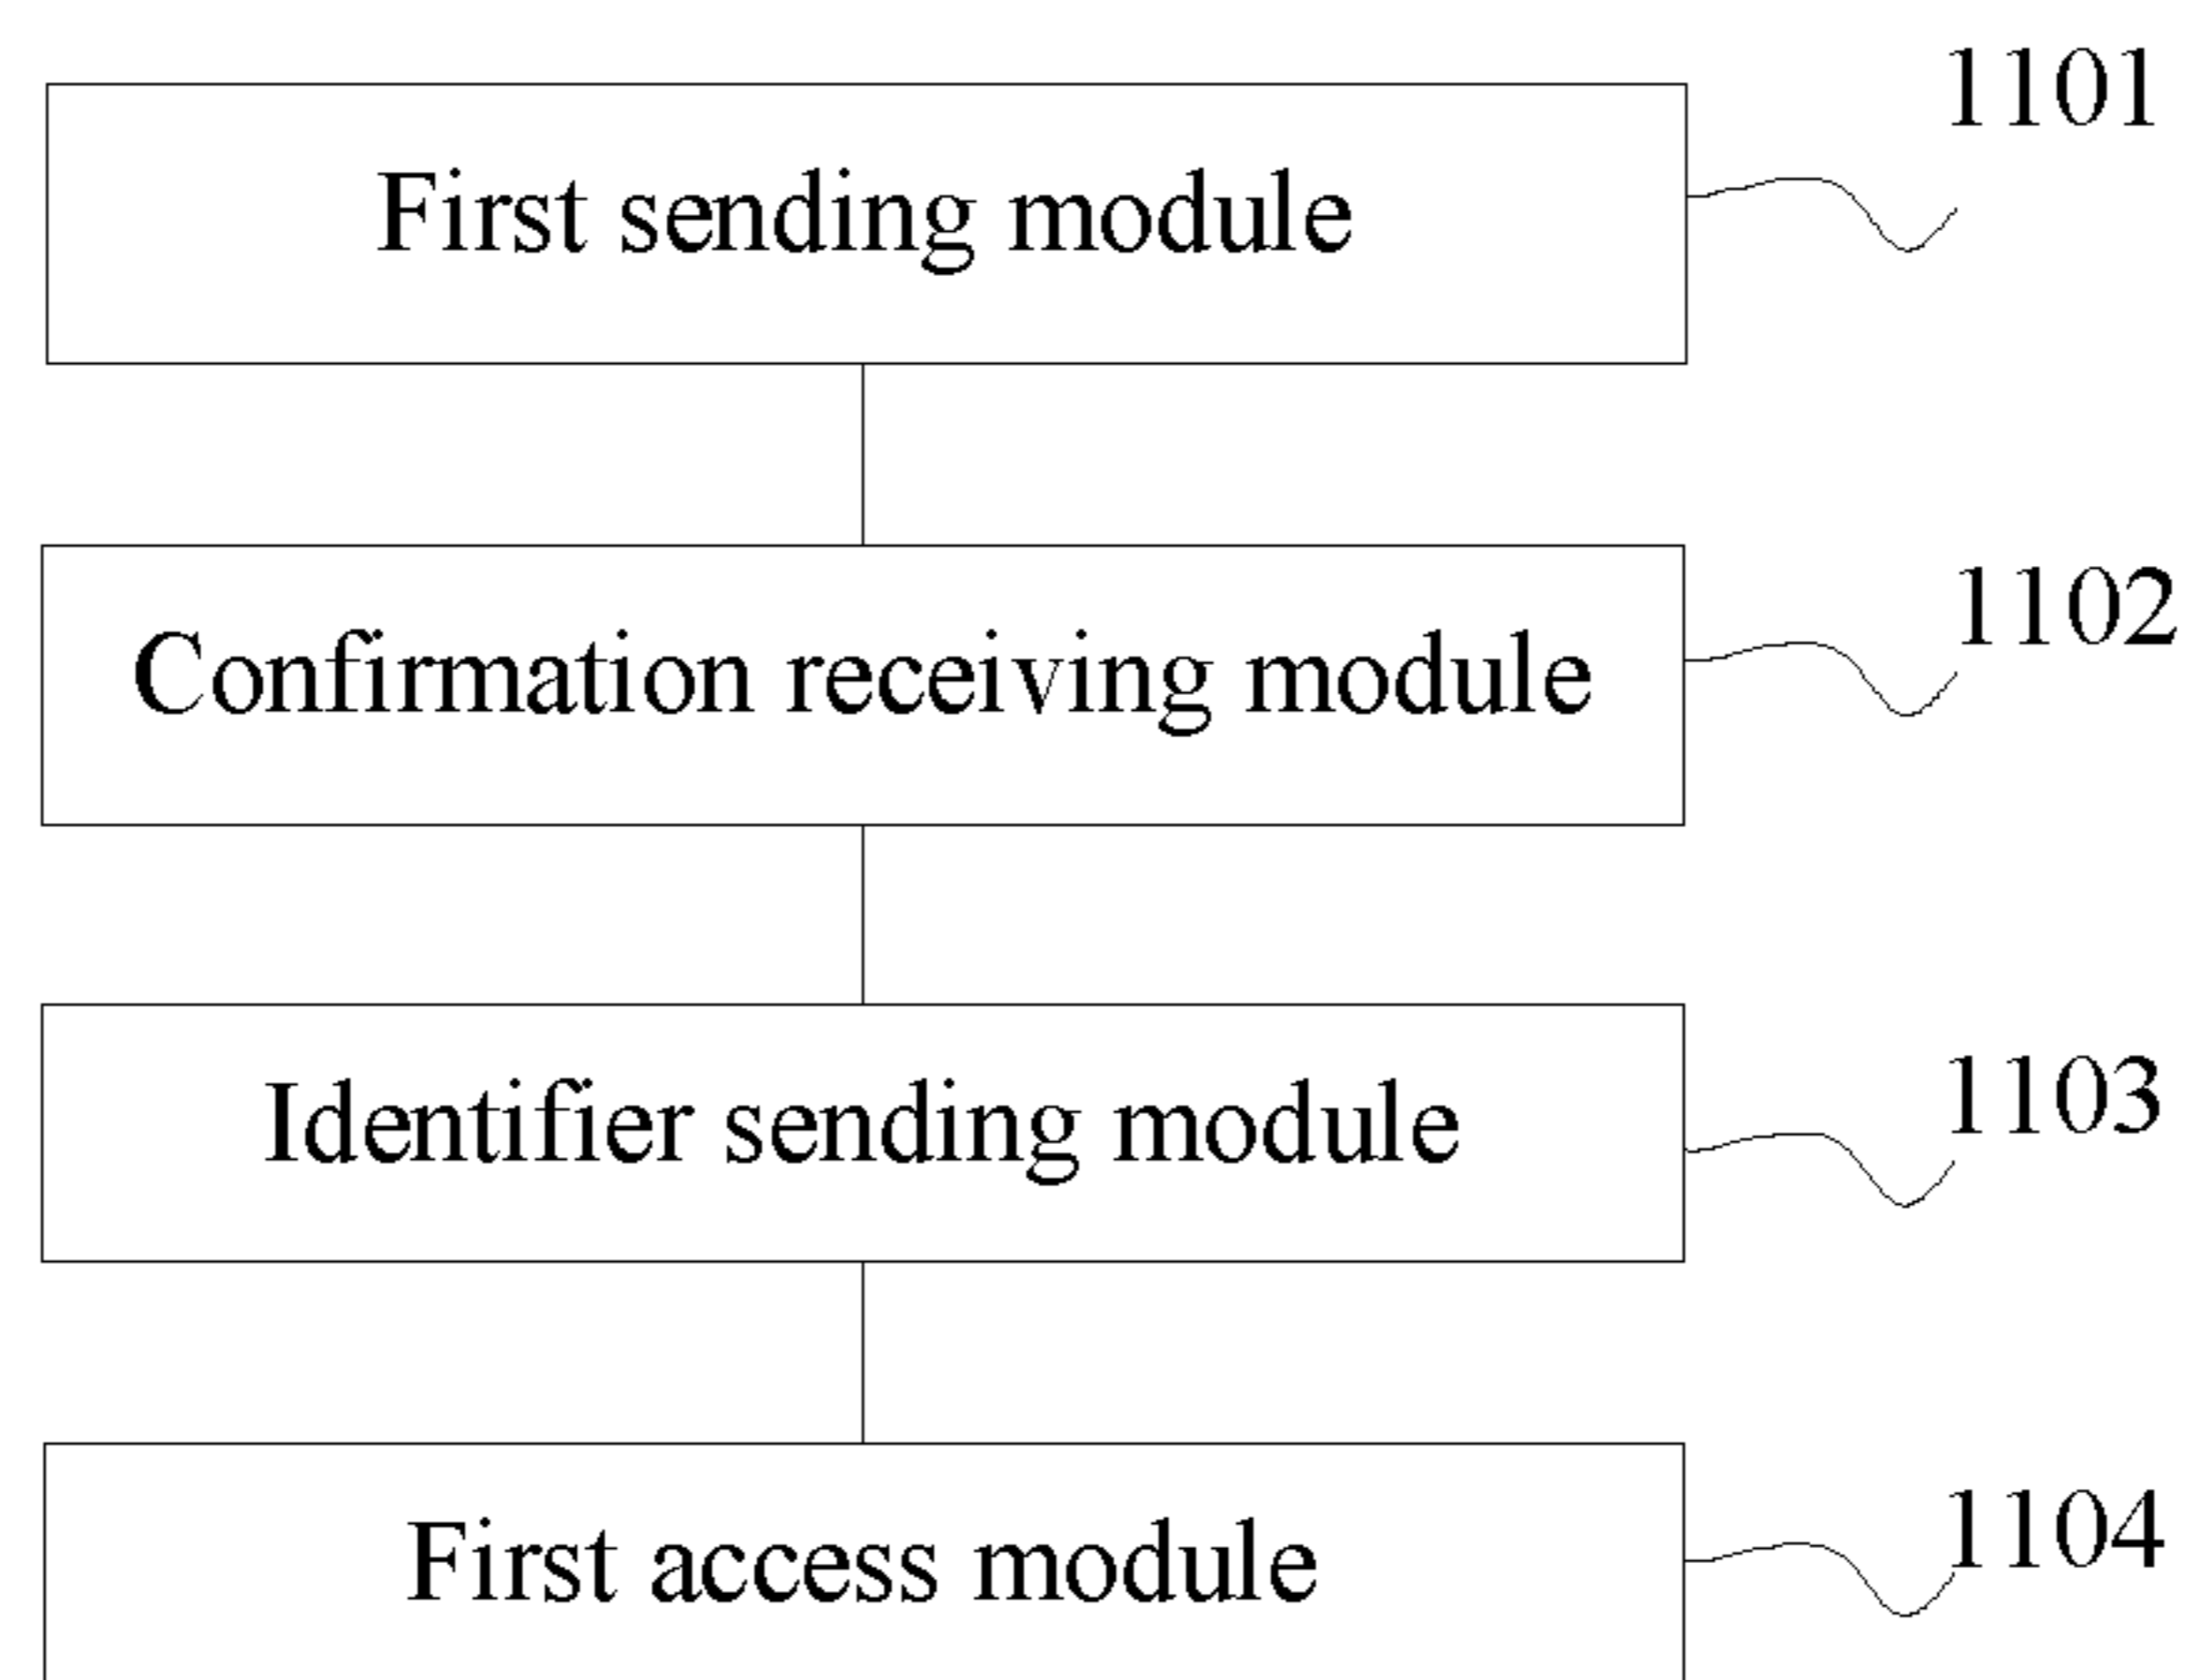 1101
First sending module
1102
Confirmation receiving module
1103
Identifier sending module
1104
First access module